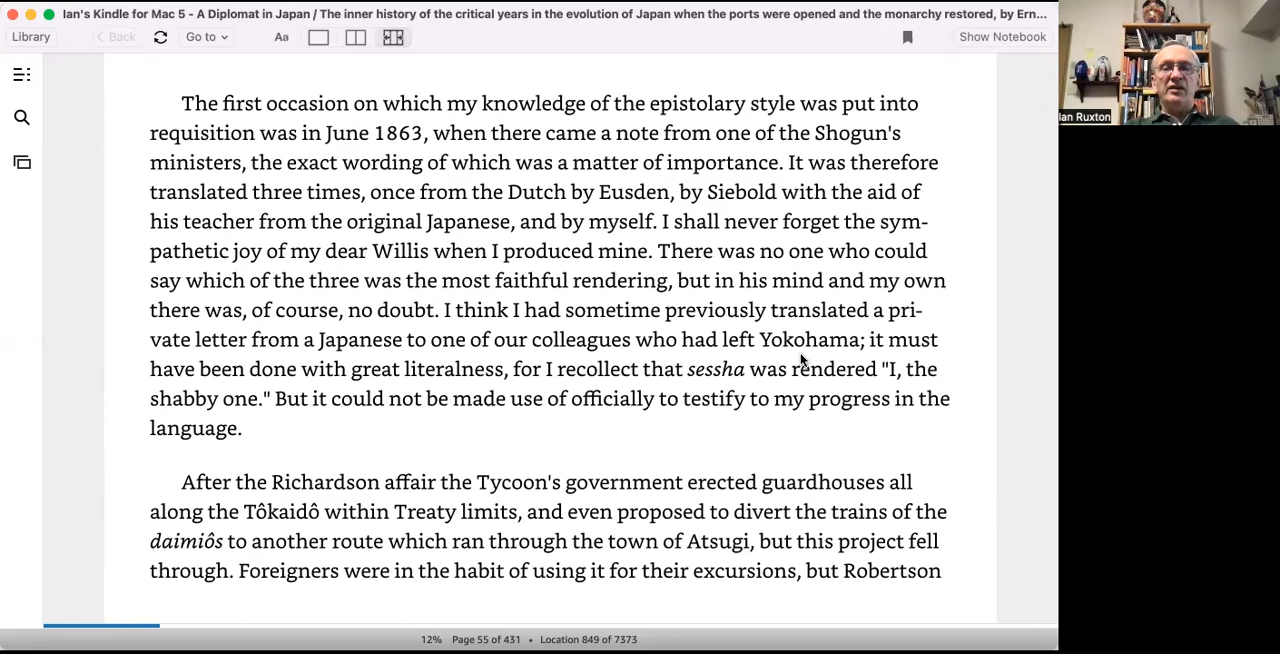 Ian's Kindle for Mac 5 - A Diplomat in Japan / The inner history of the critical years in the evolution of Japan when the ports were opened and the monarchy restored, by Ern...
Library
Back
Go to
Aa
Show Notebook
The first occasion on which my knowledge of the epistolary style was put into
requisition was in June 1863, when there came a note from one of the Shogun's
ministers, the exact wording of which was a matter of importance. It was therefore
translated three times, once from the Dutch by Eusden, by Siebold with the aid of
his teacher from the original Japanese, and by myself. I shall never forget the sym-
pathetic joy of my dear Willis when I produced mine. There was no one who could
say which of the three was the most faithful rendering, but in his mind and my own
there was, of course, no doubt. I think I had sometime previously translated a pri-
vate letter from a Japanese to one of our colleagues who had left Yokohama; it must
have been done with great literalness, for I recollect that sessha was rendered "I, the
shabby one." But it could not be made use of officially to testify to my progress in the
language.
After the Richardson affair the Tycoon's government erected guardhouses all
along the Tôkaidô within Treaty limits, and even proposed to divert the trains of the
daimiôs to another route which ran through the town of Atsugi, but this project fell
through. Foreigners were in the habit of using it for their excursions, but Robertson
12% Page 55 of 431 • Location 849 of 7373
Ian Ruxton